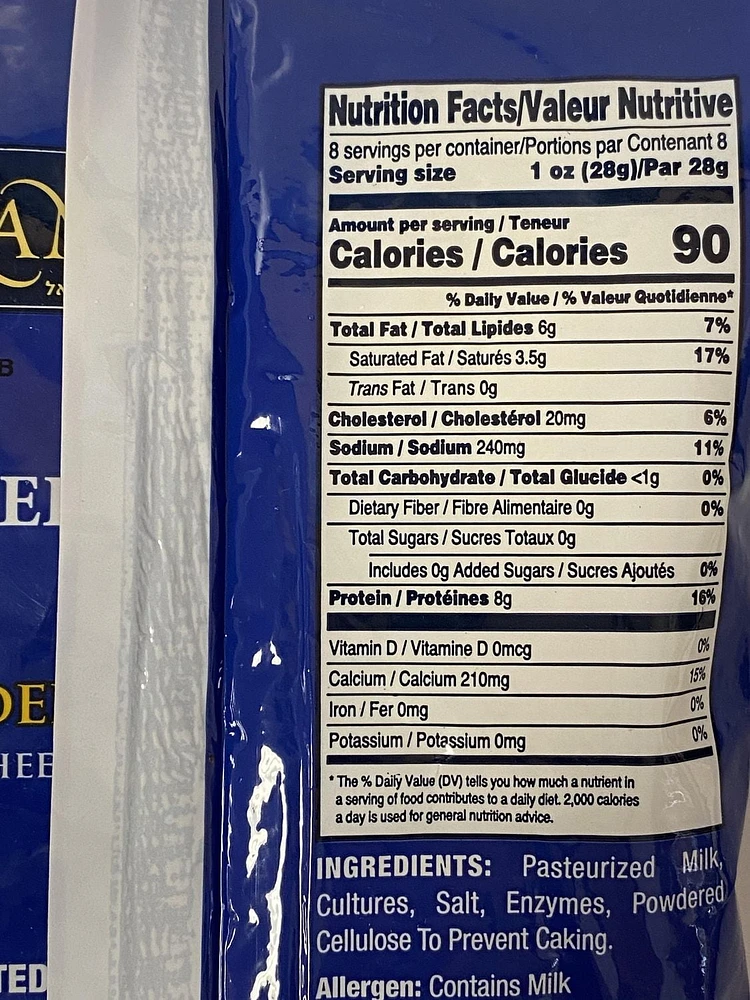 Nutrition Facts/Valeur Nutritive
8 servings per container/Portions par Contenant 8
Serving size 1 oz (28g)/Par 28g
Amount per serving / Teneur
Calories / Calories 90
% Daily Value / % Valeur Quotidienne*
Total Fat / Total Lipides 6g 7%
Saturated Fat / Saturés 3.5g 17%
Trans Fat / Trans 0g
Cholesterol / Cholestérol 20mg 6%
Sodium / Sodium 240mg 11%
Total Carbohydrate / Total Glucide <1g 0%
Dietary Fiber / Fibre Alimentaire 0g 0%
Total Sugars / Sucres Totaux 0g
Includes 0g Added Sugars / Sucres Ajoutés 0%
Protein / Protéines 8g 16%
Vitamin D / Vitamine D 0mcg 0%
Calcium / Calcium 210mg 15%
Iron / Fer 0mg 0%
Potassium / Potassium 0mg 0%
* The % Daily Value (DV) tells you how much a nutrient in
a serving of food contributes to a daily diet. 2,000 calories
a day is used for general nutrition advice.
INGREDIENTS: Pasteurized Milk,
Cultures, Salt, Enzymes, Powdered
Cellulose To Prevent Caking.
Allergen: Contains Milk